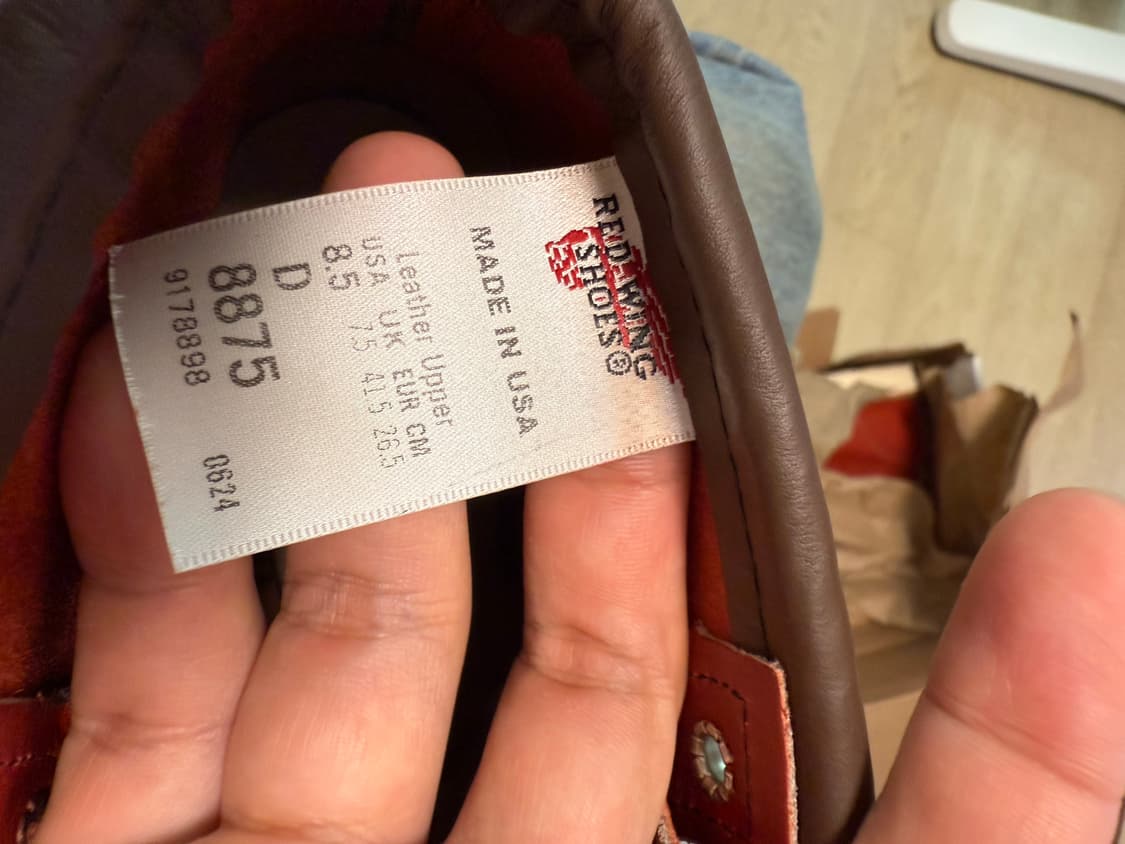 RED WING
SHOES®
MADE IN USA
Leather Upper
USA UK EUR CM
8.5 7.5 41.5 26.5
D
8875
9178898 0624